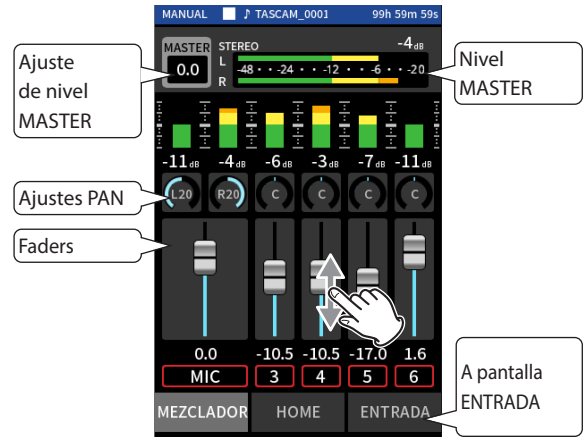 MANUAL ♪ TASCAM_0001 99h 59m 59s
Ajuste
de nivel
MASTER
MASTER
0.0
STEREO -4dB
L
-48 · · -24 · · -12 · · -6 · · -20
R
Nivel
MASTER
-11dB -4dB -6dB -3dB -7dB -11dB
Ajustes PAN
L20 R20 C C C C
Faders
0.0 -10.5 -10.5 -17.0 1.6
MIC 3 4 5 6
MEZCLADOR HOME ENTRADA
A pantalla
ENTRADA